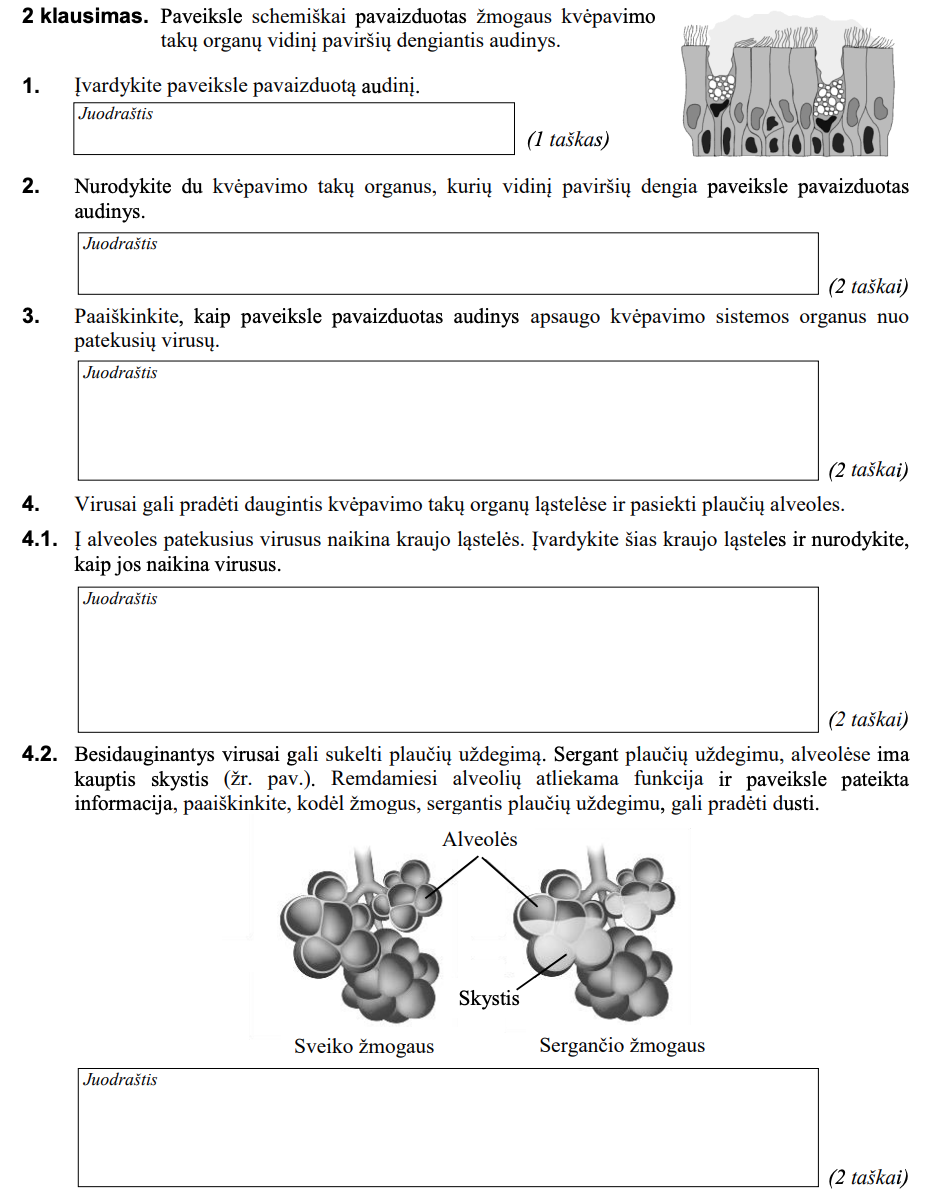 2 klausimas. Paveiksle schemiškai pavaizduotas žmogaus kvėpavimo
takų organų vidinį paviršių dengiantis audinys.
1. Įvardykite paveiksle pavaizduotą audinį.
Juodraštis
(1 taškas)
2. Nurodykite du kvėpavimo takų organus, kurių vidinį paviršių dengia paveiksle pavaizduotas
audinys.
Juodraštis
(2 taškai)
3. Paaiškinkite, kaip paveiksle pavaizduotas audinys apsaugo kvėpavimo sistemos organus nuo
patekusių virusų.
Juodraštis
(2 taškai)
4. Virusai gali pradėti daugintis kvėpavimo takų organų ląstelėse ir pasiekti plaučių alveoles.
4.1. Į alveoles patekusius virusus naikina kraujo ląstelės. Įvardykite šias kraujo ląsteles ir nurodykite,
kaip jos naikina virusus.
Juodraštis
(2 taškai)
4.2. Besidauginantys virusai gali sukelti plaučių uždegimą. Sergant plaučių uždegimu, alveolėse ima
kauptis skystis (žr. pav.). Remdamiesi alveolių atliekama funkcija ir paveiksle pateikta
informacija, paaiškinkite, kodėl žmogus, sergantis plaučių uždegimu, gali pradėti dusti.
Alveolės
Skystis
Sveiko žmogaus
Sergančio žmogaus
Juodraštis
(2 taškai)